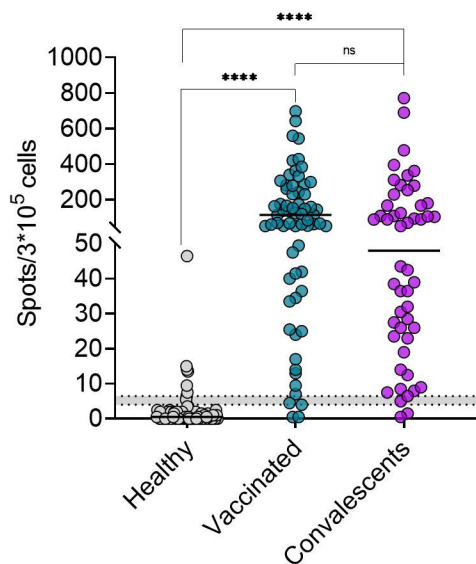 ****
ns
****
1000
800
600
400
200
50
40
30
20
10
0
Spots/3*10⁵ cells
Healthy
Vaccinated
Convalescents